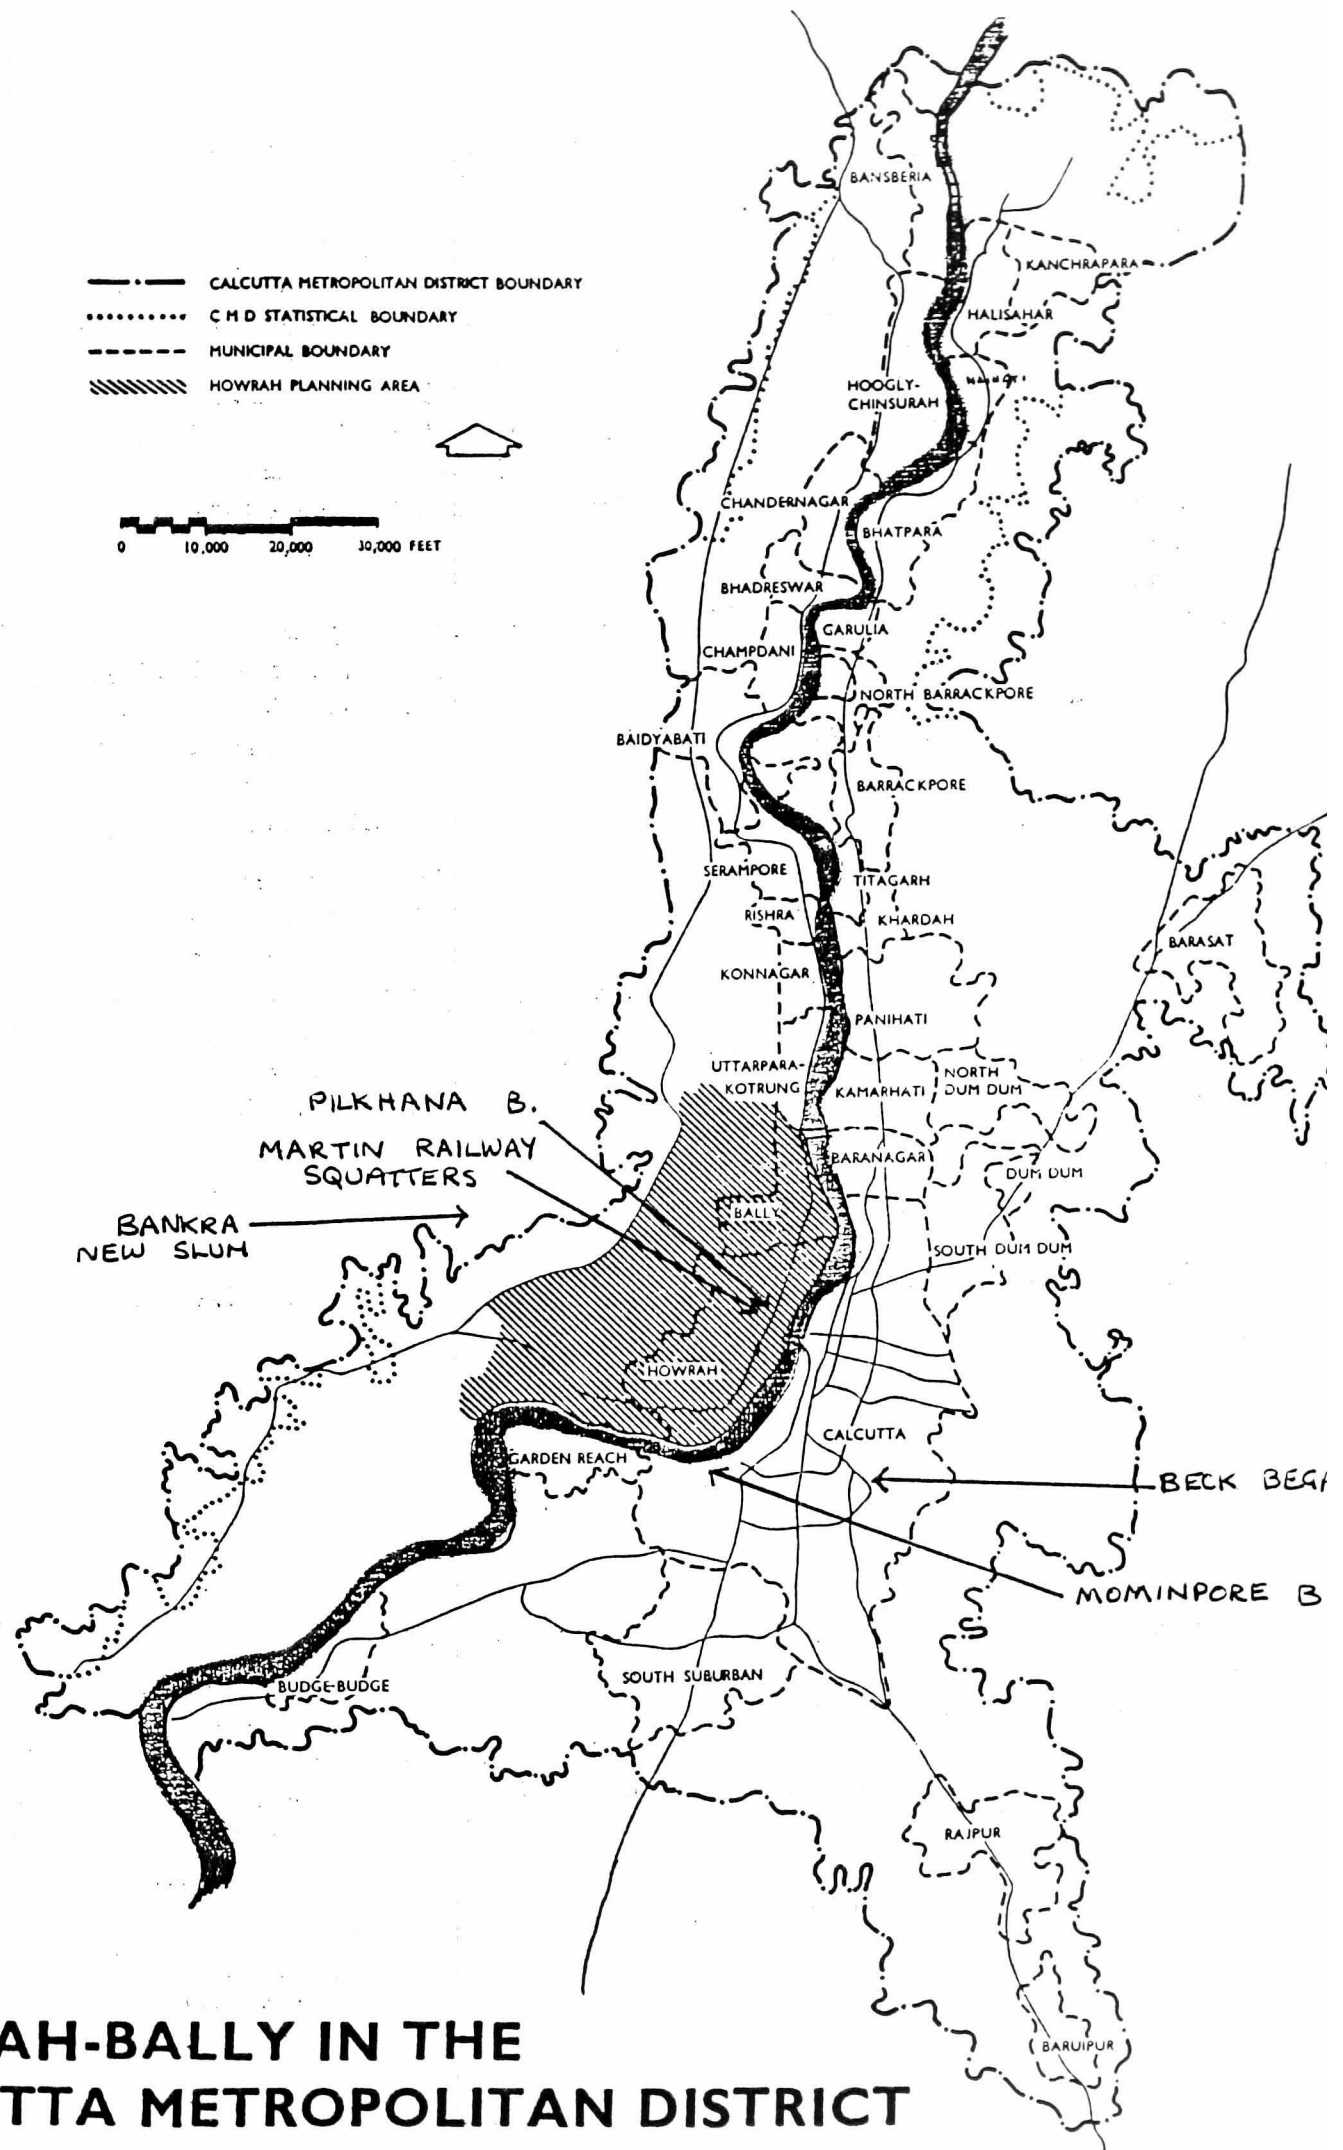 BANSBERIA
KANCHRAPARA
CALCUTTA METROPOLITAN DISTRICT BOUNDARY
C M D STATISTICAL BOUNDARY
MUNICIPAL BOUNDARY
HOWRAH PLANNING AREA
HALISAHAR
HOOGLY-
CHINSURAH
CHANDERNAGAR
BHATPARA
0 10,000 20,000 30,000 FEET
BHADRESWAR
GARULIA
CHAMPDANI
NORTH BARRACKPORE
BAIDYABATI
BARRACKPORE
SERAMPORE
TITAGARH
RISHRA
KHARDAH
BARASAT
KONNAGAR
PANIHATI
UTTARPARA-
KOTRUNG
KAMARHATI
NORTH
DUM DUM
PILKHANA B.
MARTIN RAILWAY
SQUATTERS
BARANAGAR
DUM DUM
BALLY
BANKRA
NEW SLUM
SOUTH DUM DUM
HOWRAH
CALCUTTA
GARDEN REACH
BECK
MOMINPORE B
SOUTH SUBURBAN
BUDGE-BUDGE
RAJPUR
BARUIPUR
AH-BALLY IN THE
TTA METROPOLITAN DISTRICT